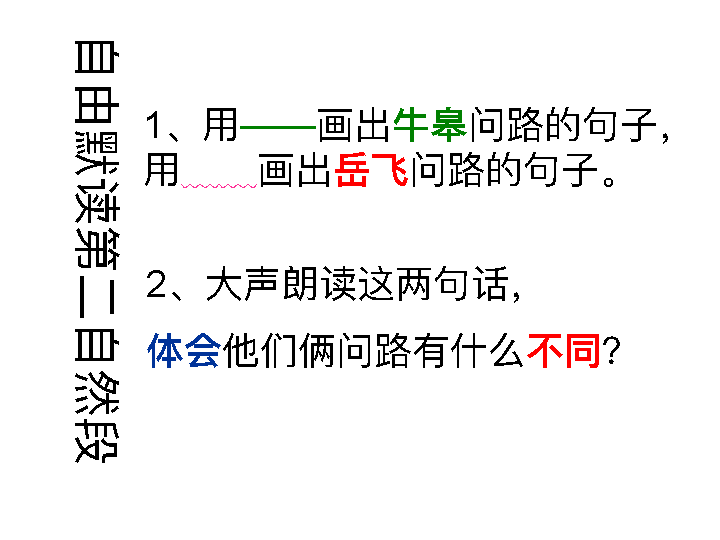 自由默读第二自然段
1、用——画出牛皋问路的句子，
用﹏﹏画出岳飞问路的句子。
2、大声朗读这两句话，
体会他们俩问路有什么不同？